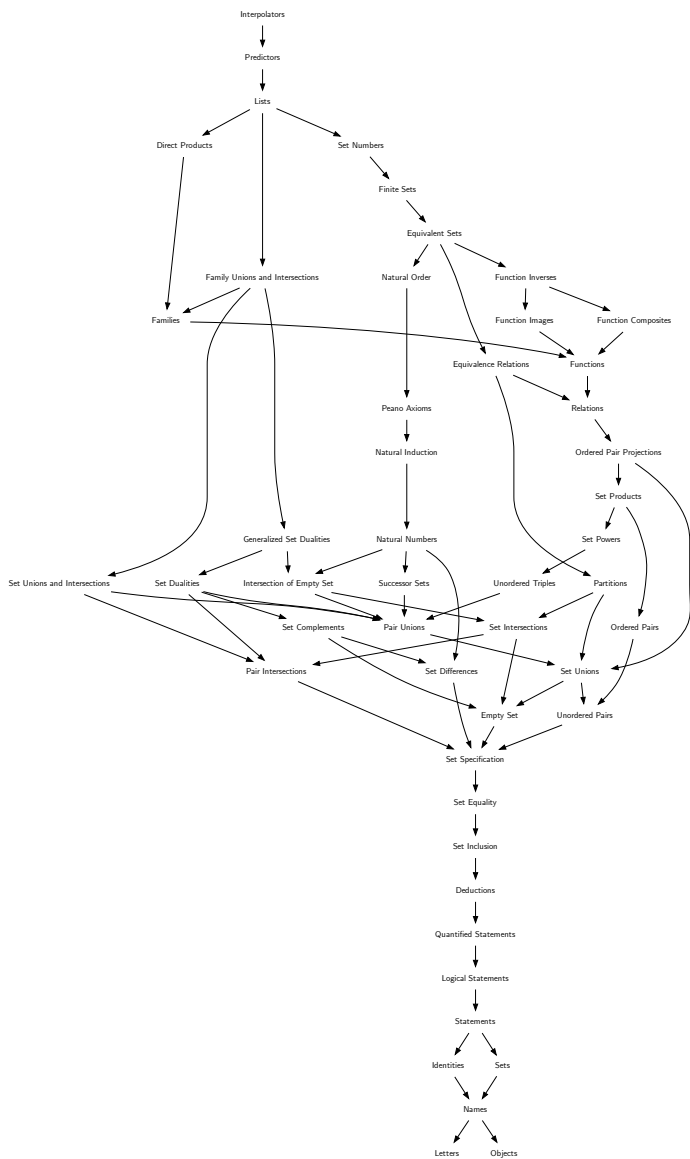 Interpolators
Predictors
Lists
Direct Products
Set Numbers
Finite Sets
Equivalent Sets
Family Unions and Intersections
Natural Order
Function Inverses
Families
Function Images
Function Composites
Equivalence Relations
Functions
Peano Axioms
Relations
Natural Induction
Ordered Pair Projections
Set Products
Generalized Set Dualities
Natural Numbers
Set Powers
Set Unions and Intersections
Set Dualities
Intersection of Empty Set
Successor Sets
Unordered Triples
Partitions
Set Complements
Pair Unions
Set Intersections
Ordered Pairs
Pair Intersections
Set Differences
Set Unions
Empty Set
Unordered Pairs
Set Specification
Set Equality
Set Inclusion
Deductions
Quantified Statements
Logical Statements
Statements
Identities
Sets
Names
Letters
Objects